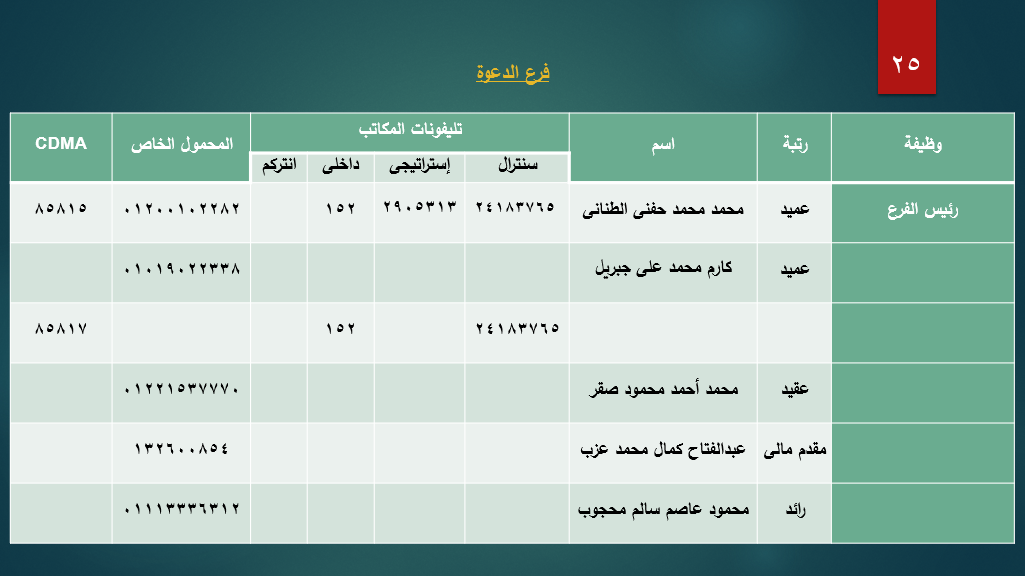 ٢٥
فرع الدعوة
وظيفة رتبة اسم تليفونات المكاتب المحمول الخاص CDMA
سنترال إستراتيجى داخلى انتركم
رئيس الفرع عميد محمد محمد حفنى الطنانى ٢٤١٨٣٧٦٥ ٢٩٠٥٣١٣ ١٥٢ ٠١٢٠٠١٠٢٢٨٢ ٨٥٨١٥
عميد كارم محمد على جبريل ٠١٠١٩٠٢٢٣٣٨
٢٤١٨٣٧٦٥ ١٥٢ ٨٥٨١٧
عقيد محمد أحمد محمود صقر ٠١٢٢١٥٣٧٧٧٠
مقدم مالى عبدالفتاح كمال محمد عزب ١٣٢٦٠٠٨٥٤
رائد محمود عاصم سالم محجوب ٠١١١٣٣٣٦٣١٢